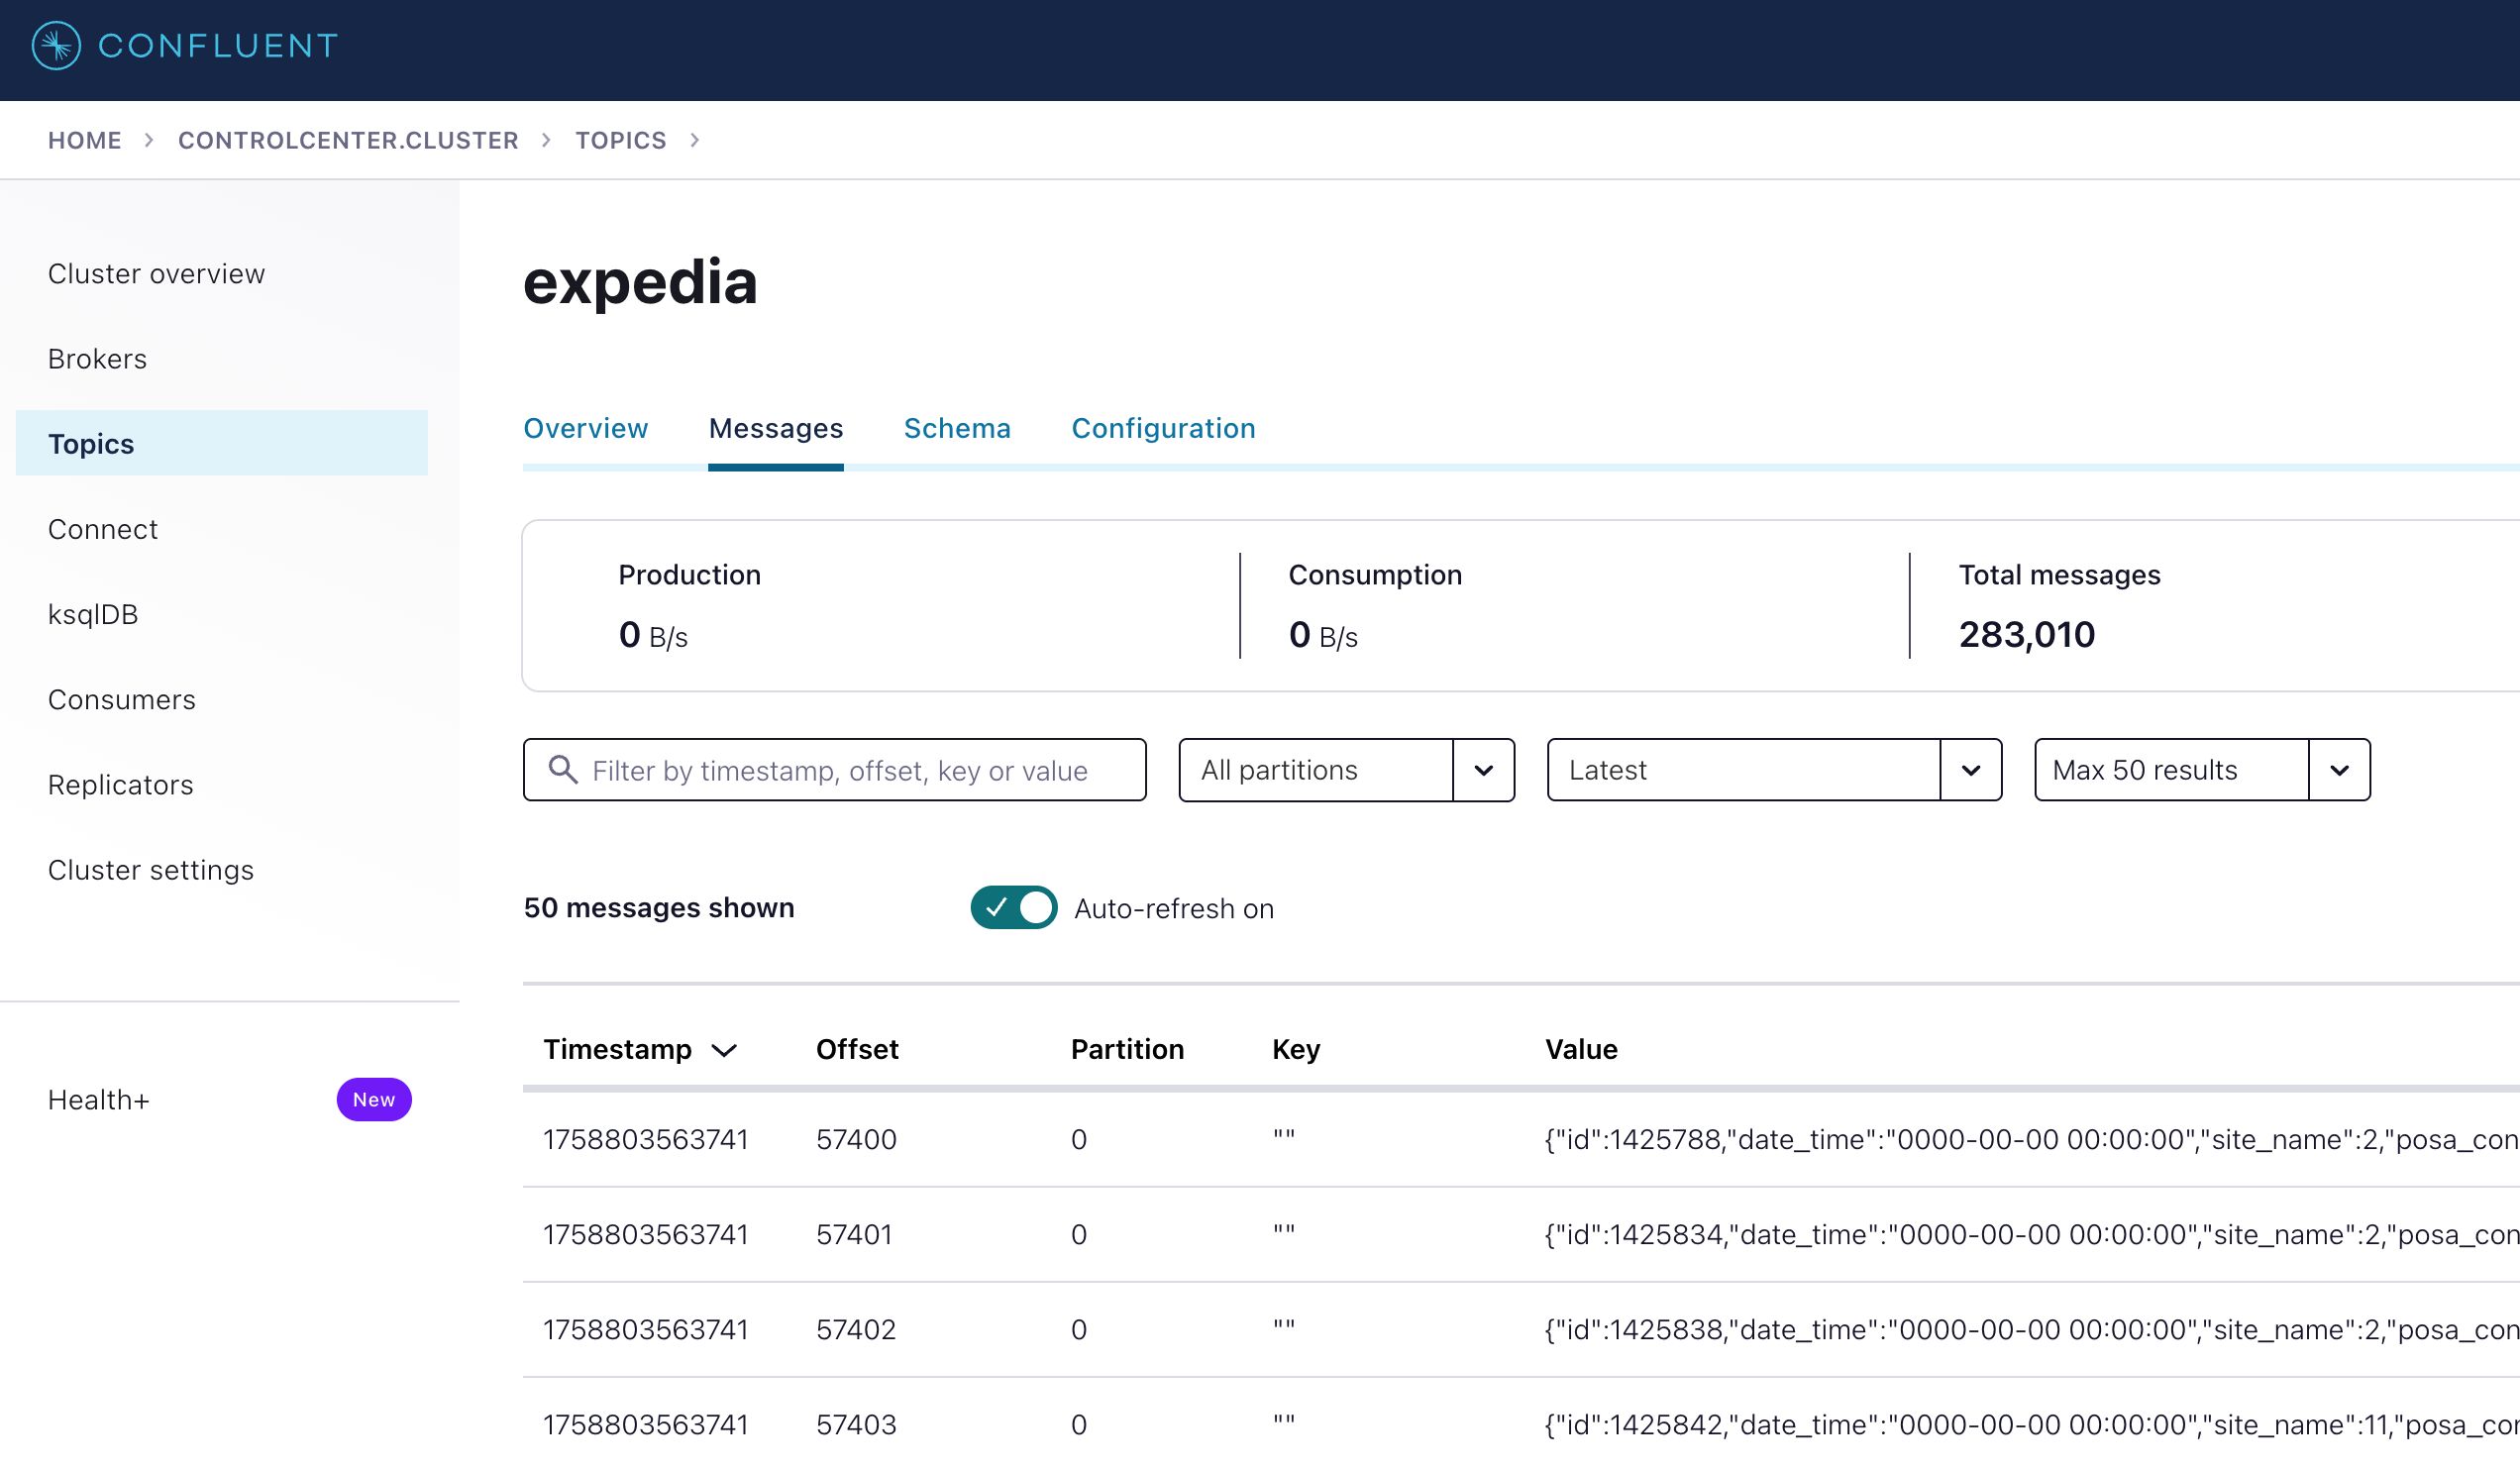 CONFLUENT
HOME > CONTROLCENTER.CLUSTER > TOPICS >
Cluster overview
Brokers
Topics
Connect
ksqlDB
Consumers
Replicators
Cluster settings
Health+ New
expedia
Overview Messages Schema Configuration
Production Consumption Total messages
0 B/s 0 B/s 283,010
Filter by timestamp, offset, key or value All partitions Latest Max 50 results
50 messages shown Auto-refresh on
Timestamp Offset Partition Key Value
1758803563741 57400 0 "" {"id":1425788,"date_time":"0000-00-00 00:00:00","site_name":2,"posa_con
1758803563741 57401 0 "" {"id":1425834,"date_time":"0000-00-00 00:00:00","site_name":2,"posa_con
1758803563741 57402 0 "" {"id":1425838,"date_time":"0000-00-00 00:00:00","site_name":2,"posa_con
1758803563741 57403 0 "" {"id":1425842,"date_time":"0000-00-00 00:00:00","site_name":11,"posa_con